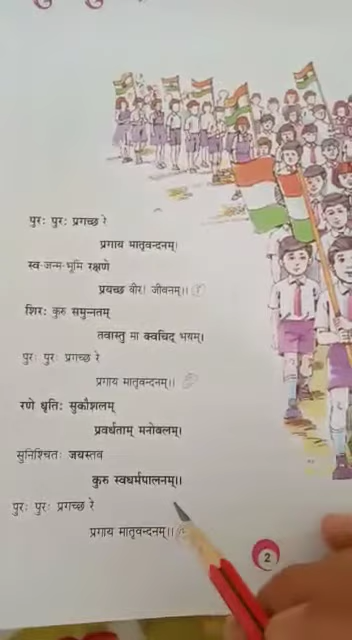 पुरः पुरः प्रगच्छ रे
प्रगाय मातृवन्दनम्।
स्व-जन्म-भूमि रक्षणे
प्रयच्छ वीर! जीवनम्।।
शिरः कुरु समुन्नतम्
तवास्तु मा क्वचिद् भयम्।
पुरः पुरः प्रगच्छ रे
प्रगाय मातृवन्दनम्।।
रणे धृतिः सुकौशलम्
प्रवर्धताम् मनोबलम्।
सुनिश्चितः जयस्तव
कुरु स्वधर्मपालनम्।।
पुरः पुरः प्रगच्छ रे
प्रगाय मातृवन्दनम्।।
2